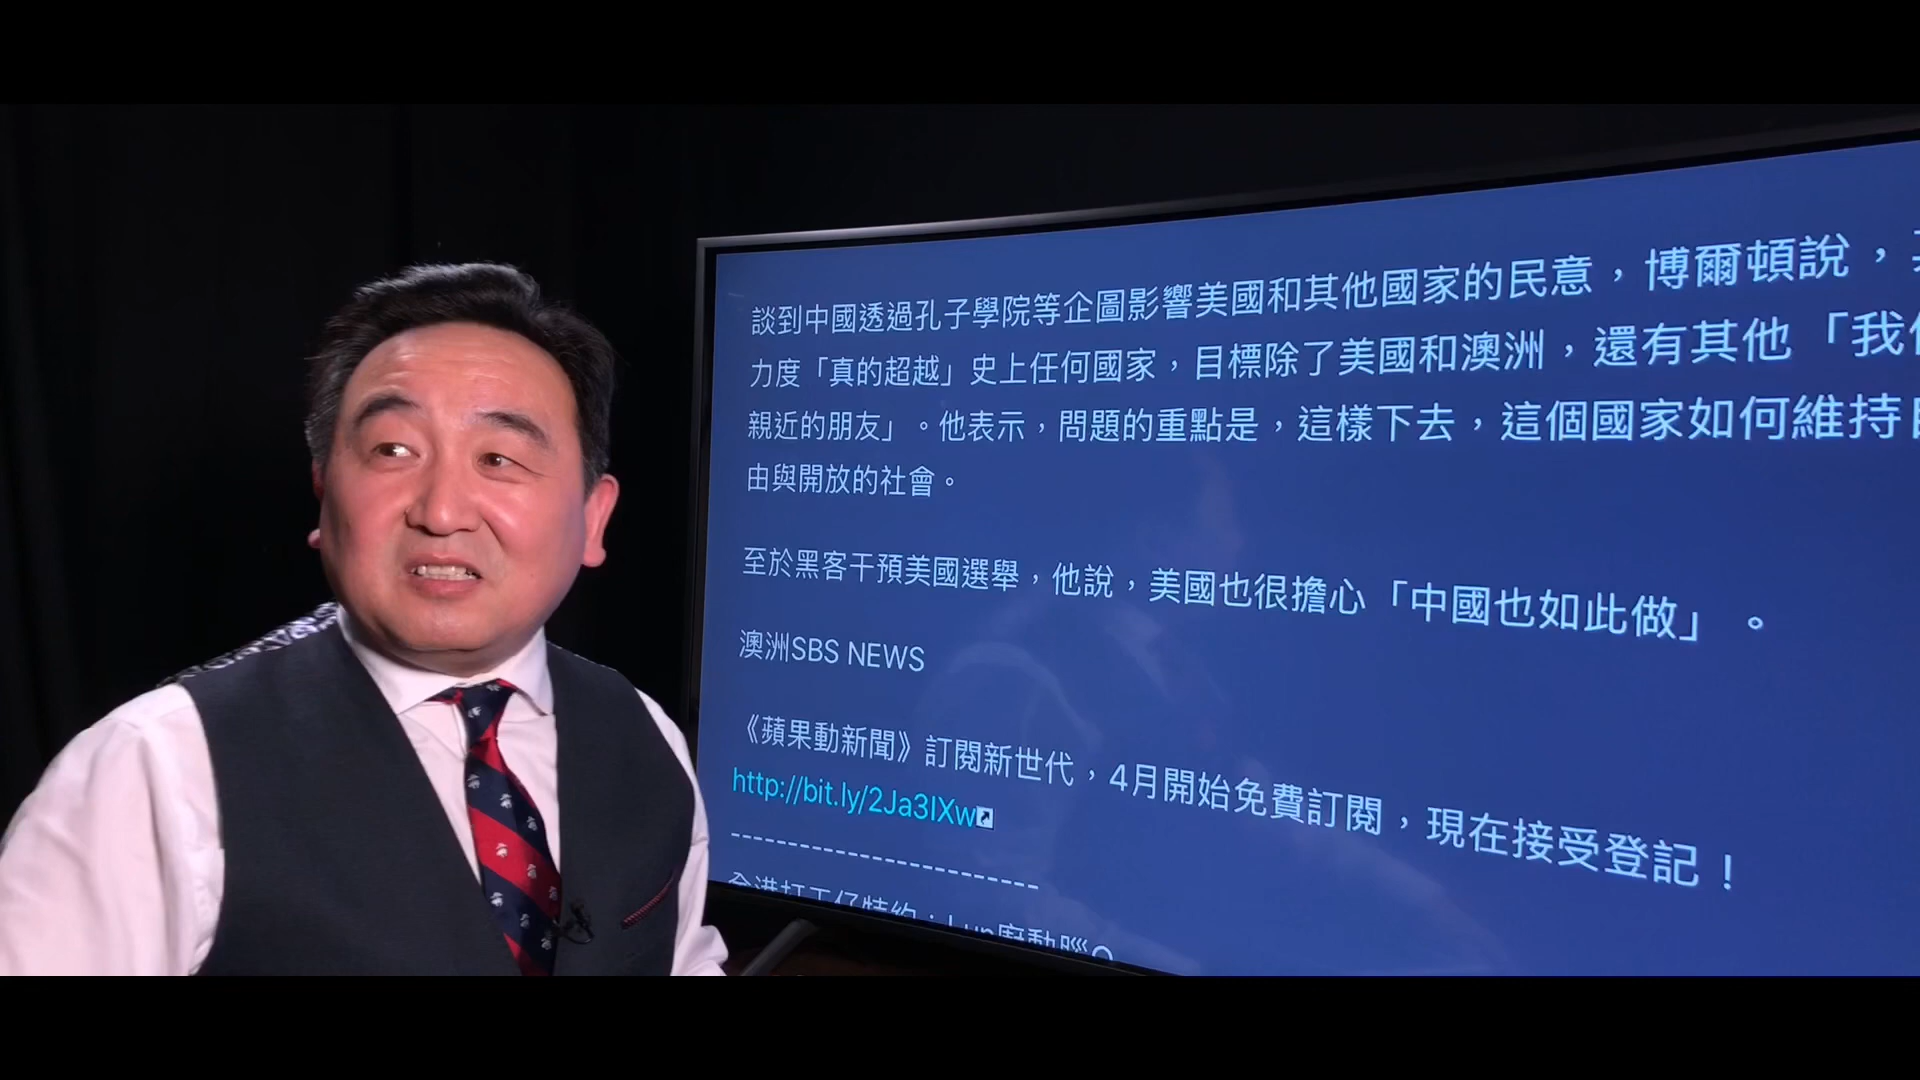 談到中國透過孔子學院等企圖影響美國和其他國家的民意，博爾頓說，
力度「真的超越」史上任何國家，目標除了美國和澳洲，還有其他「我
親近的朋友」。他表示，問題的重點是，這樣下去，這個國家如何維持
由與開放的社會。
至於黑客干預美國選舉，他說，美國也很擔心「中國也如此做」。
澳洲SBS NEWS
《蘋果動新聞》訂閱新世代，4月開始免費訂閱，現在接受登記！
http://bit.ly/2Ja3IXw
---------------------